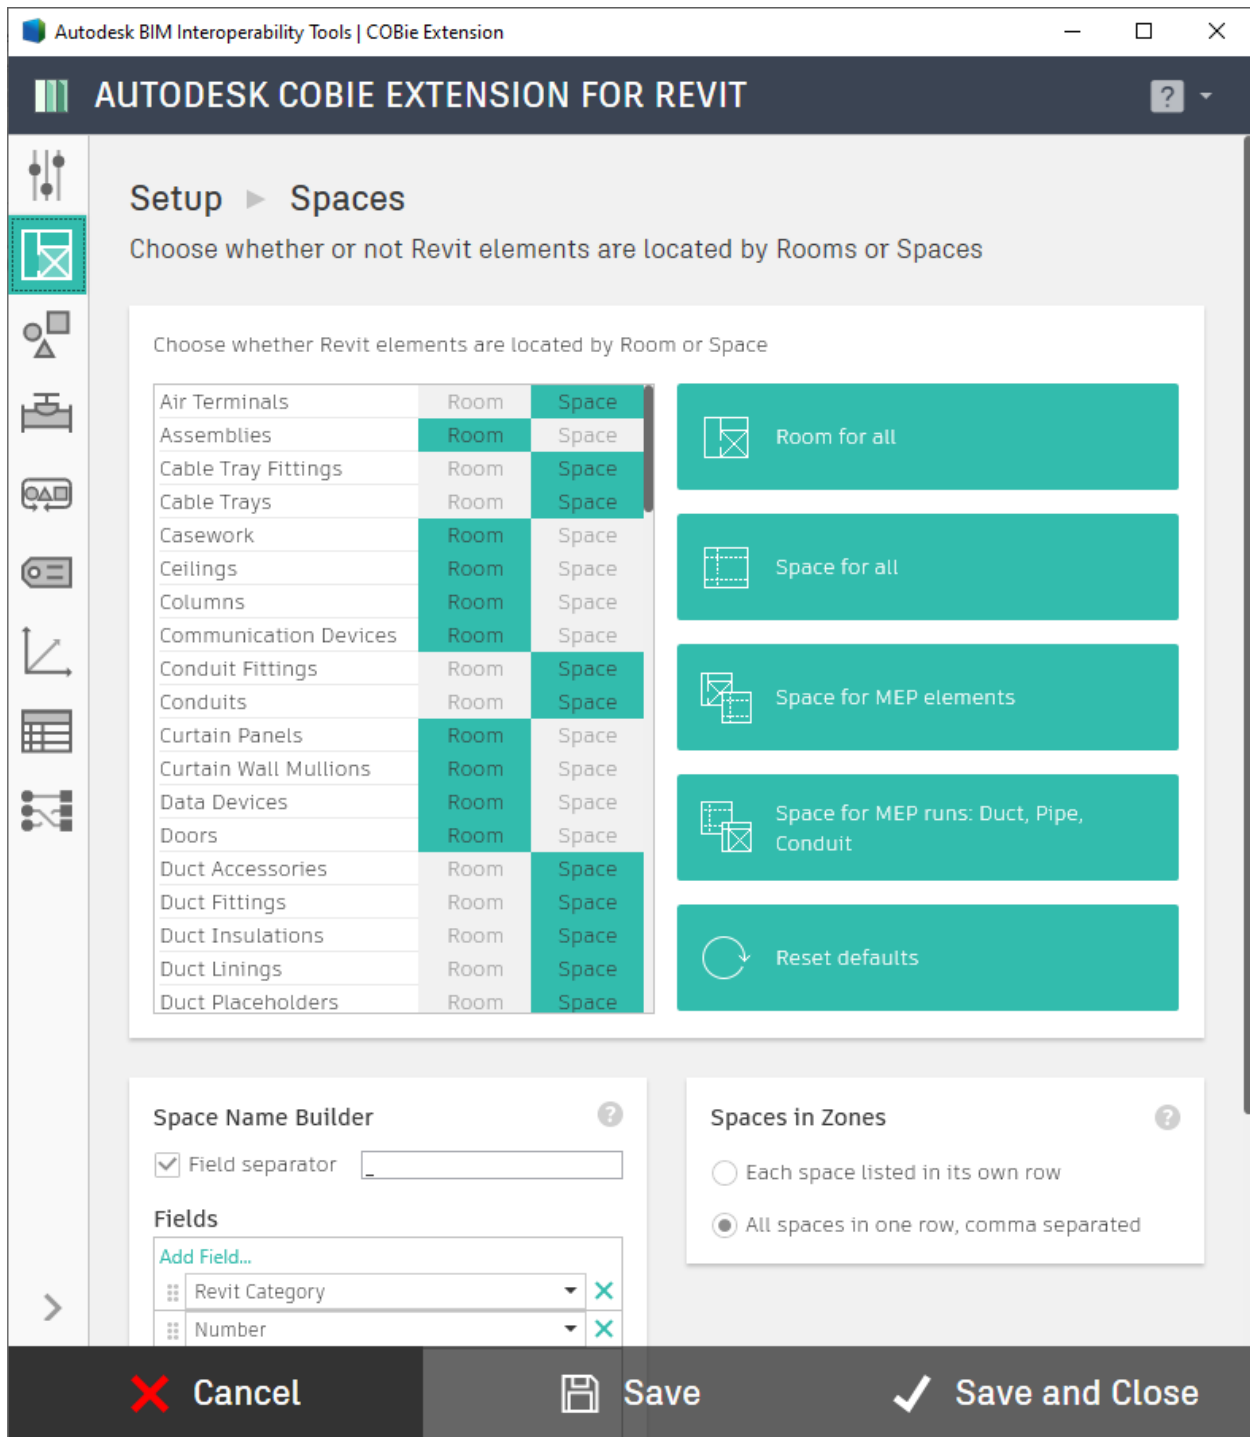 Autodesk BIM Interoperability Tools | COBie Extension
AUTODESK COBIE EXTENSION FOR REVIT
?
Setup Spaces
Choose whether or not Revit elements are located by Rooms or Spaces
Choose whether Revit elements are located by Room or Space
Air Terminals Room Space
Assemblies Room Space
Cable Tray Fittings Room Space
Cable Trays Room Space
Casework Room Space
Ceilings Room Space
Columns Room Space
Communication Devices Room Space
Conduit Fittings Room Space
Conduits Room Space
Curtain Panels Room Space
Curtain Wall Mullions Room Space
Data Devices Room Space
Doors Room Space
Duct Accessories Room Space
Duct Fittings Room Space
Duct Insulations Room Space
Duct Linings Room Space
Duct Placeholders Room Space
Room for all
Space for all
Space for MEP elements
Space for MEP runs: Duct, Pipe,
Conduit
Reset defaults
Space Name Builder ?
Field separator _
Fields
Add Field...
Revit Category
Number
Spaces in Zones ?
Each space listed in its own row
All spaces in one row, comma separated
Cancel Save Save and Close